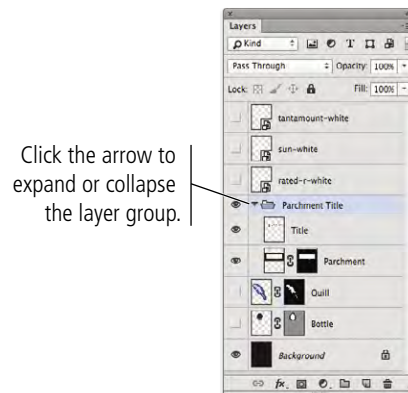 Layers
Kind
Pass Through Opacity: 100%
Lock: Fill: 100%
tantamount-white
sun-white
rated-r-white
Click the arrow to
expand or collapse
the layer group.
Parchment Title
Title
Parchment
Quill
Bottle
Background
fx